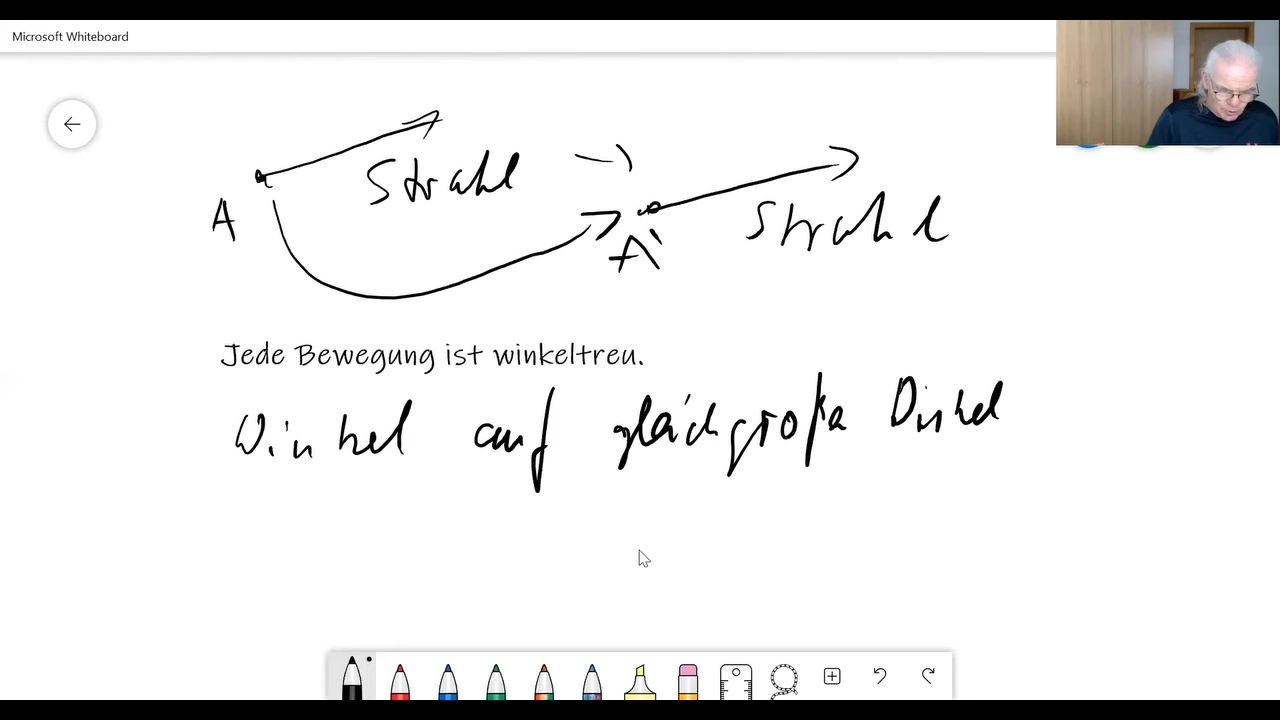 Microsoft Whiteboard
Strahl →
A
A'
Strahl
Jede Bewegung ist winkeltreu.
Winkel auf gleichgroße Winkel